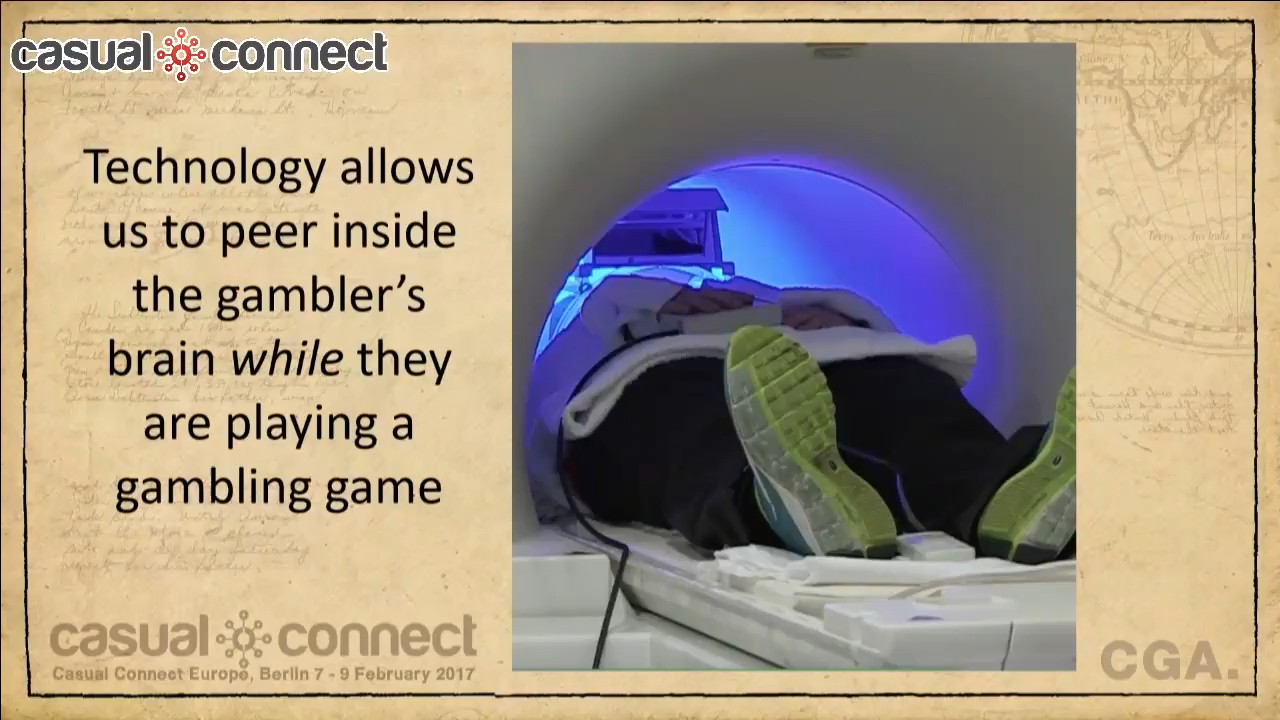 casual connect
Technology allows
us to peer inside
the gambler's
brain while they
are playing a
gambling game
casual connect
Casual Connect Europe, Berlin 7 - 9 February 2017
CGA.